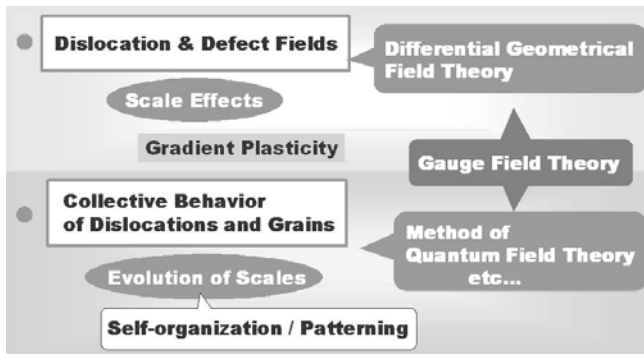 Dislocation & Defect Fields
Differential Geometrical
Field Theory
Scale Effects
Gradient Plasticity
Gauge Field Theory
Collective Behavior
of Dislocations and Grains
Method of
Quantum Field Theory
etc...
Evolution of Scales
Self-organization / Patterning